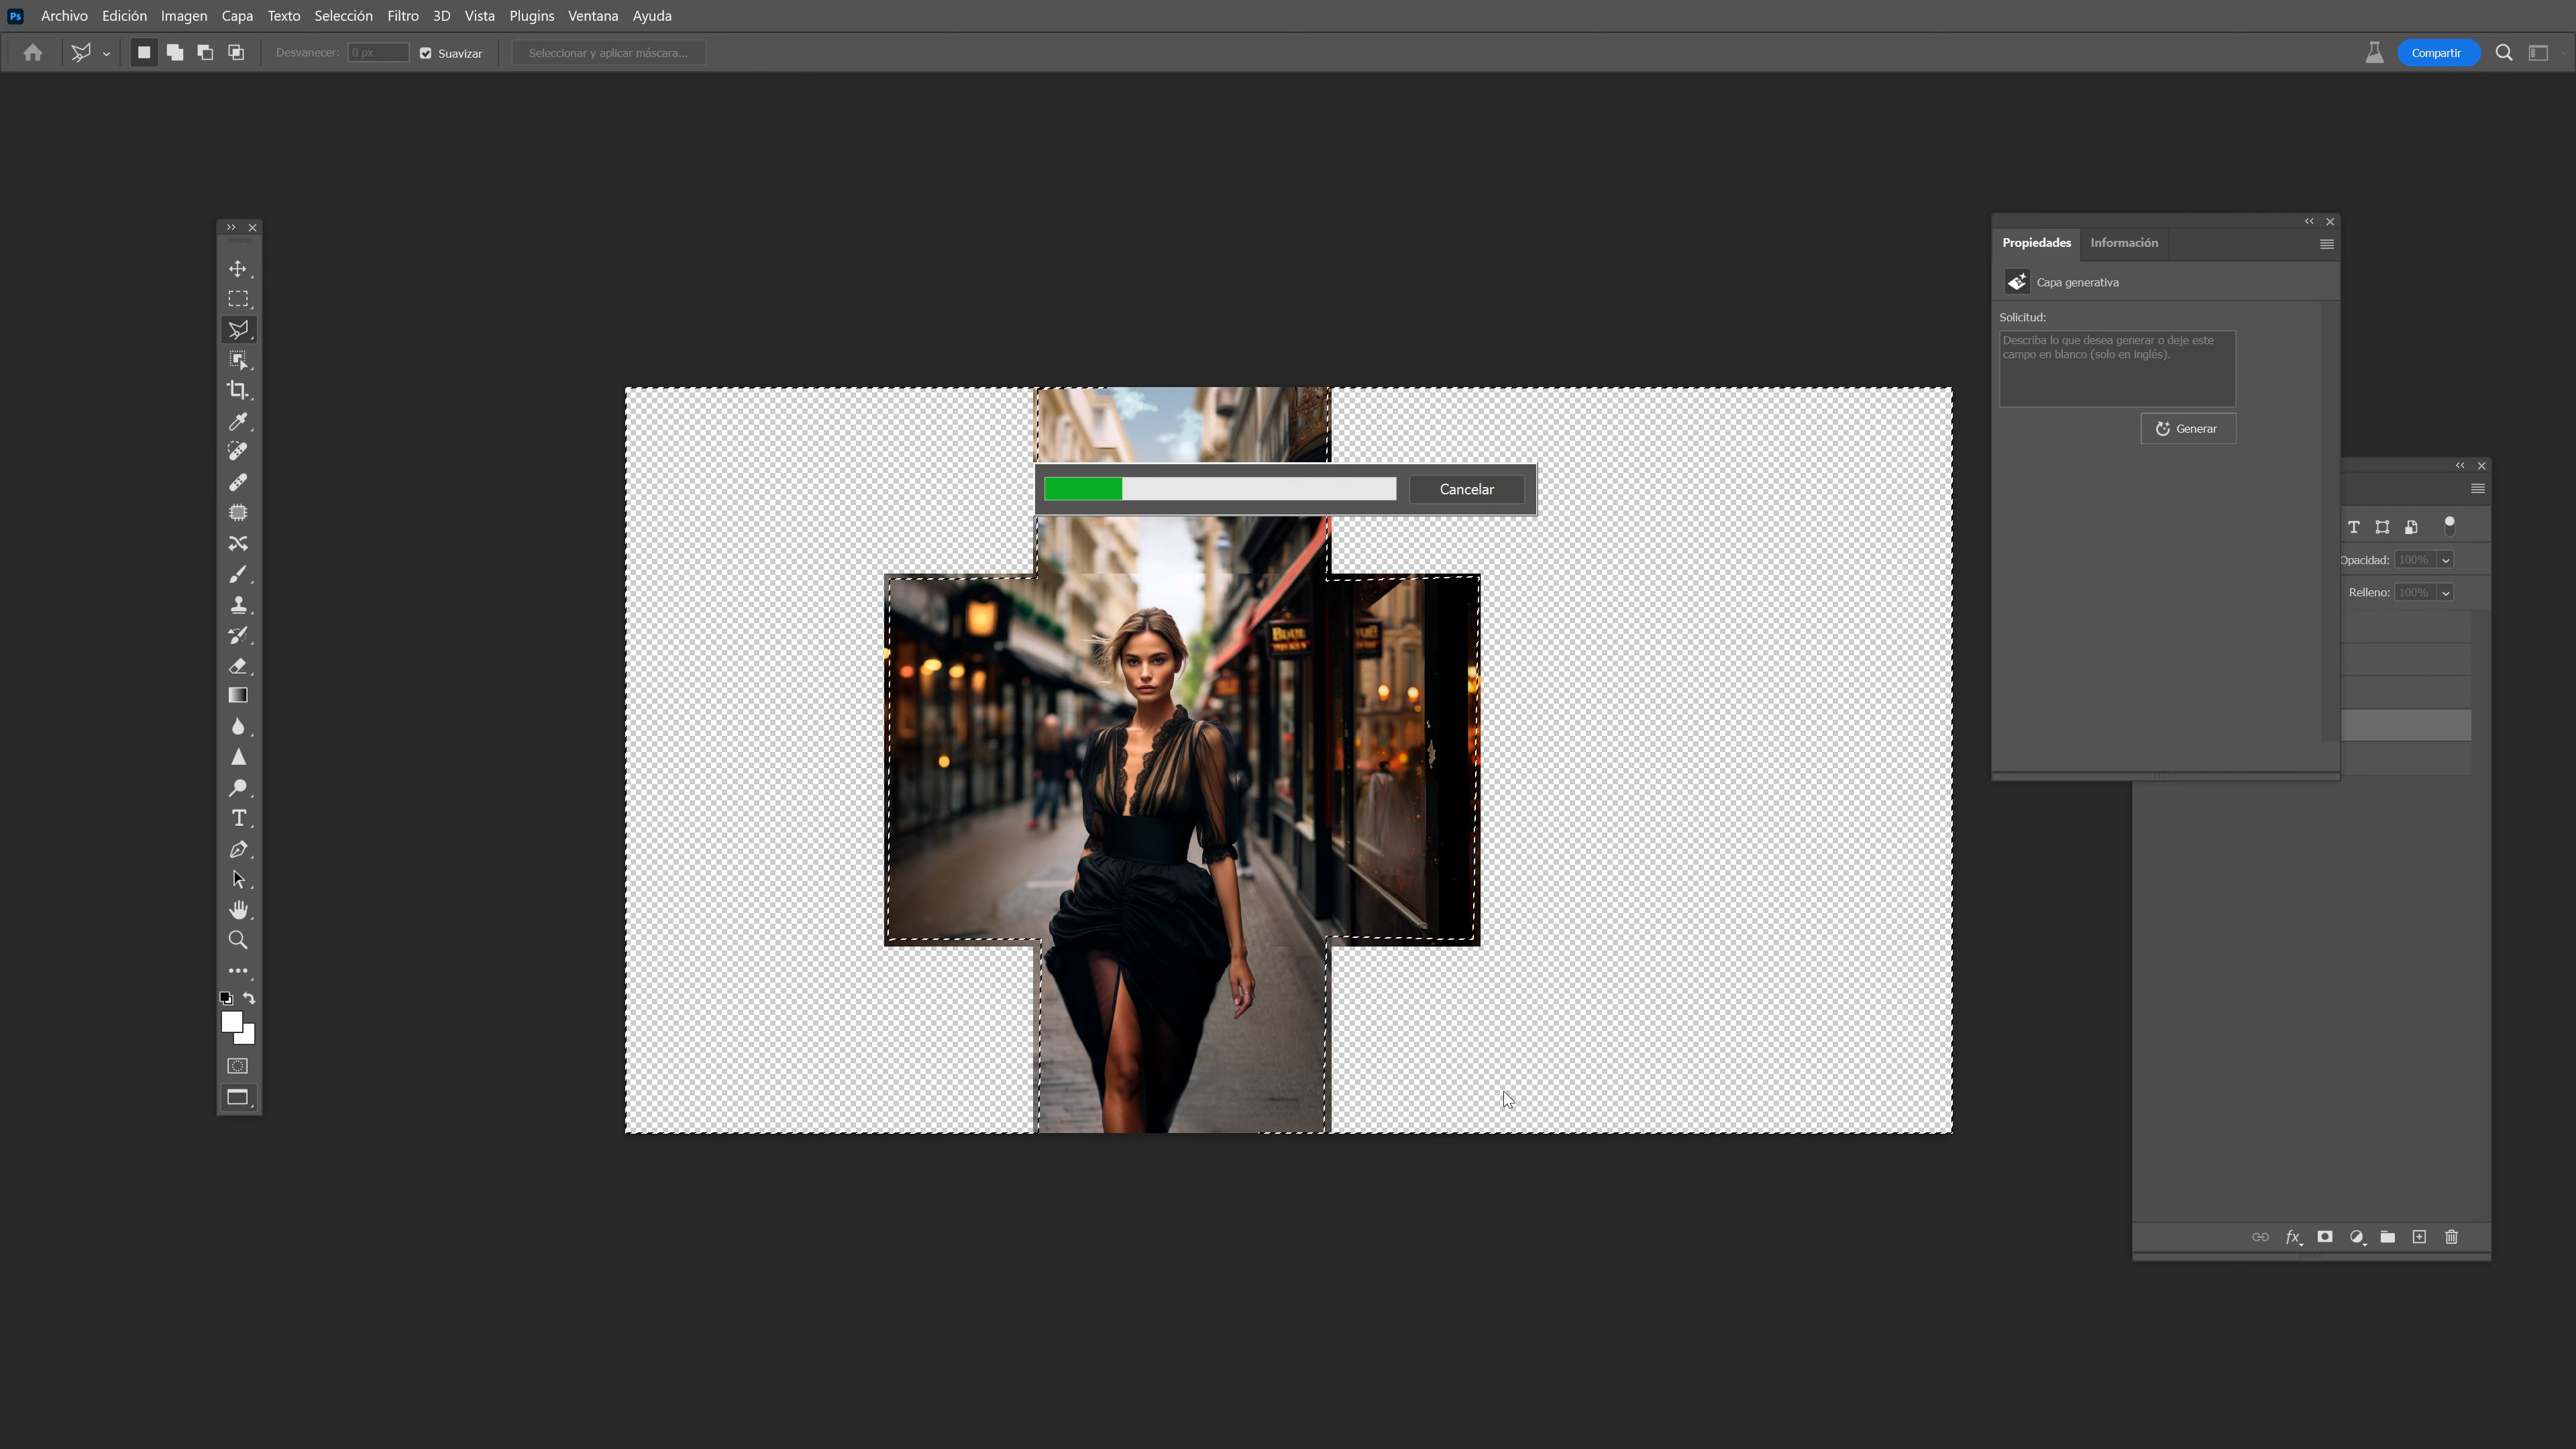 Ps Archivo Edición Imagen Capa Texto Selección Filtro 3D Vista Plugins Ventana Ayuda
Desvanecer: 0 px Suavizar Seleccionar y aplicar máscara... Compartir
Propiedades Información
Capa generativa
Solicitud:
Describa lo que desea generar o deje este
campo en blanco (solo en inglés).
Generar
Cancelar
Opacidad: 100%
Relleno: 100%